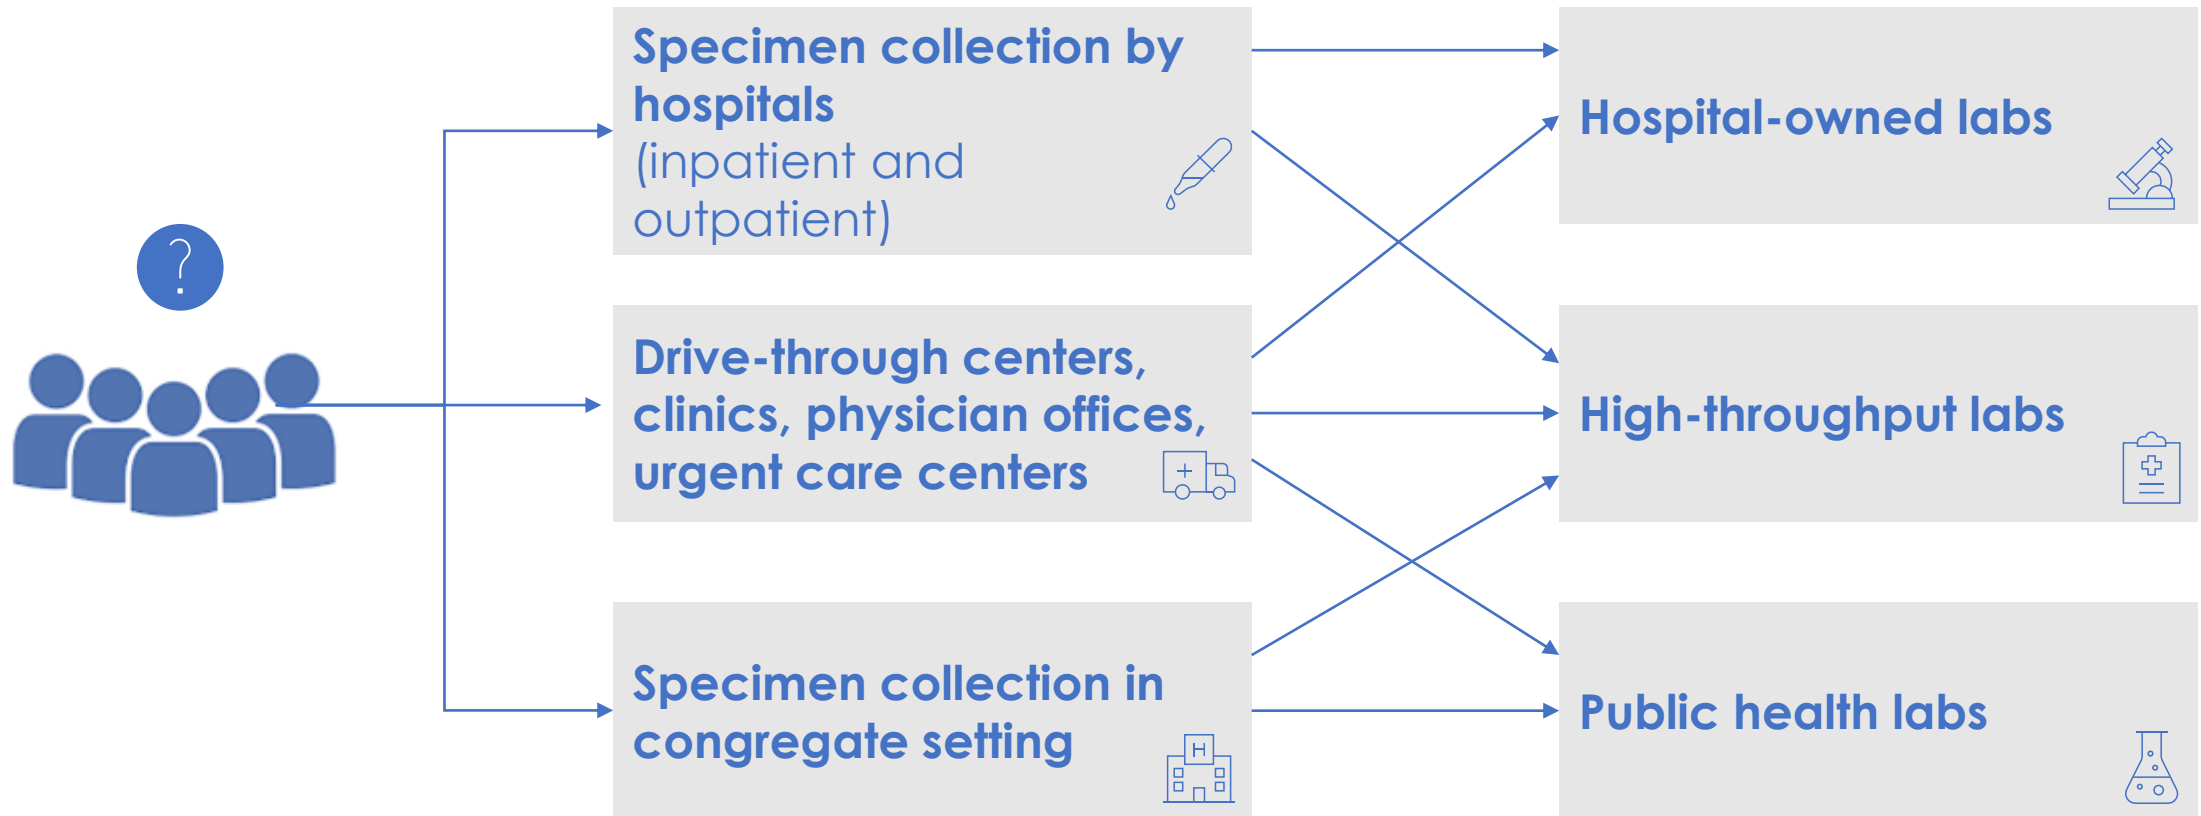 Specimen collection by
hospitals
(inpatient and
outpatient)
Hospital-owned labs
?
Drive-through centers,
clinics, physician offices,
urgent care centers
High-throughput labs
Specimen collection in
congregate setting
H
Public health labs